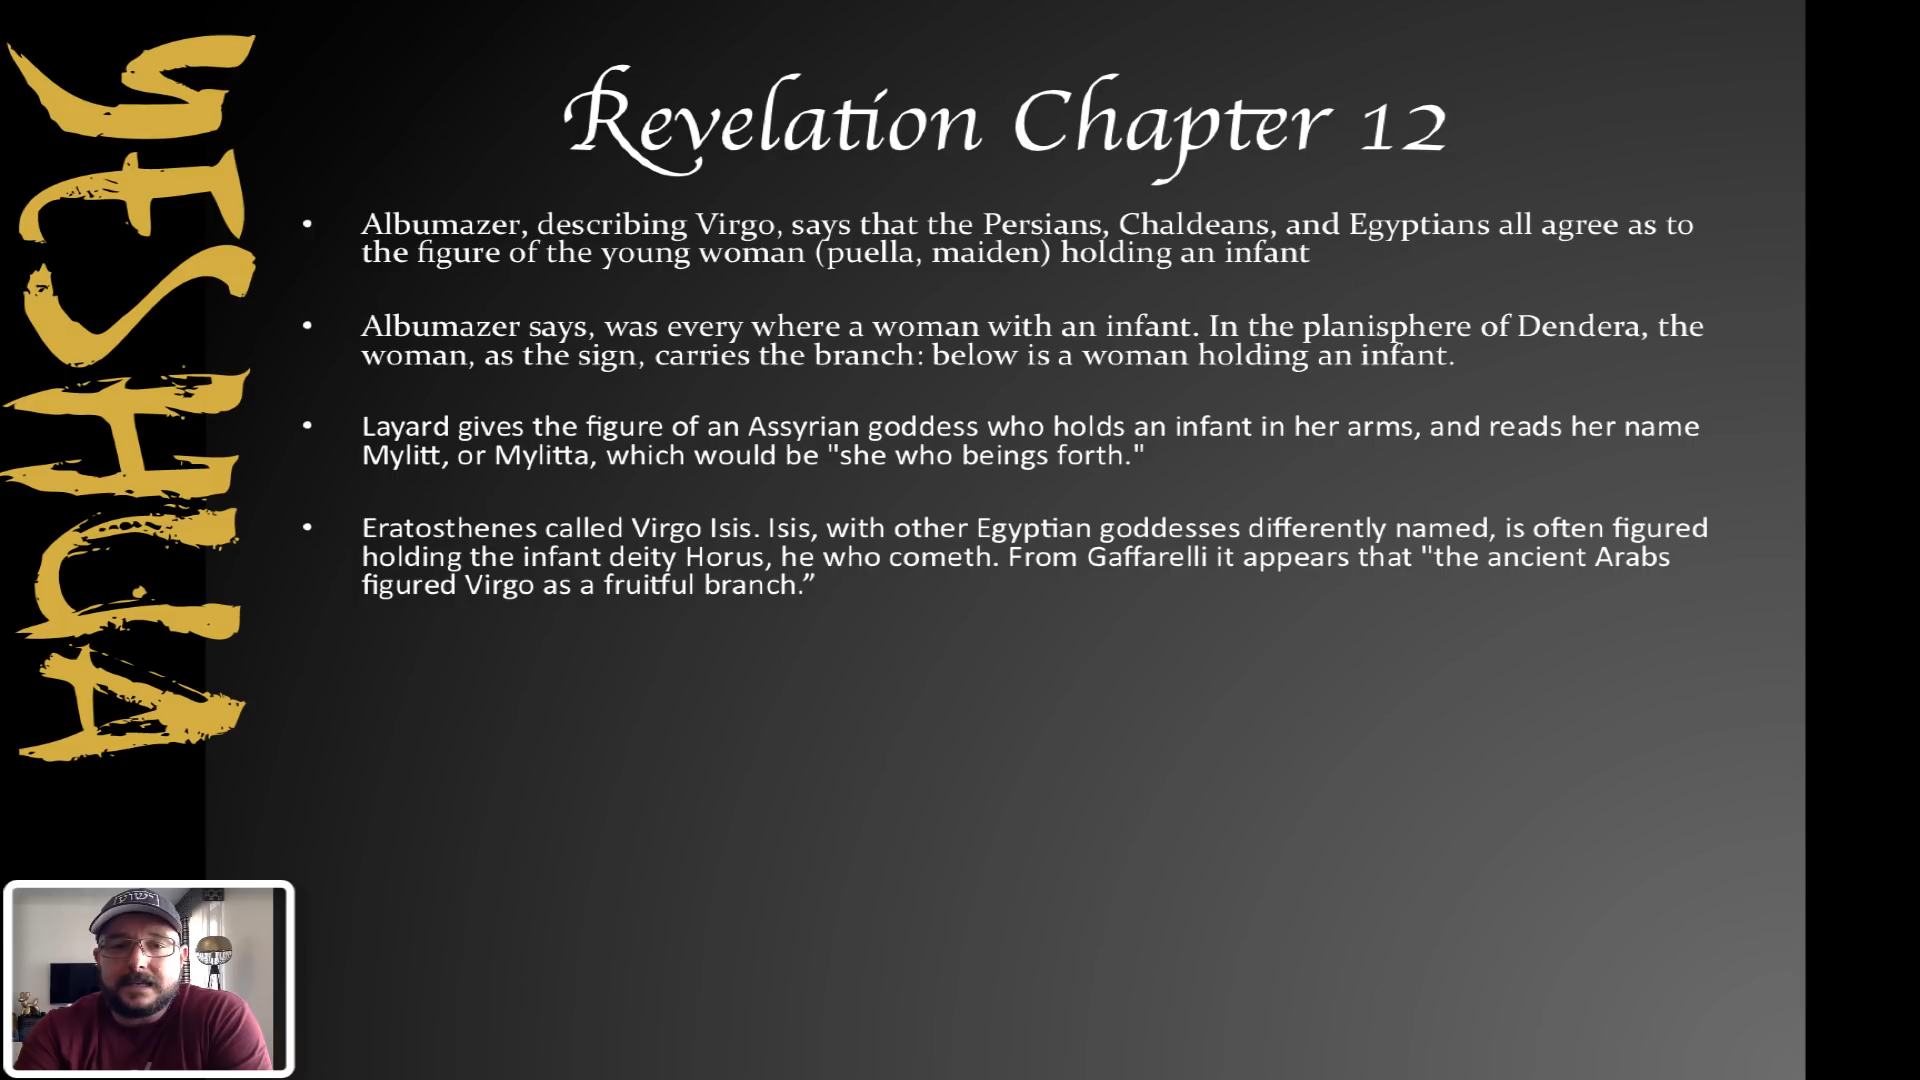 YESHUA
Revelation Chapter 12
• Albumazer, describing Virgo, says that the Persians, Chaldeans, and Egyptians all agree as to
the figure of the young woman (puella, maiden) holding an infant
• Albumazer says, was every where a woman with an infant. In the planisphere of Dendera, the
woman, as the sign, carries the branch: below is a woman holding an infant.
• Layard gives the figure of an Assyrian goddess who holds an infant in her arms, and reads her name
Mylitt, or Mylitta, which would be "she who beings forth."
• Eratosthenes called Virgo Isis. Isis, with other Egyptian goddesses differently named, is often figured
holding the infant deity Horus, he who cometh. From Gaffarelli it appears that "the ancient Arabs
figured Virgo as a fruitful branch.”